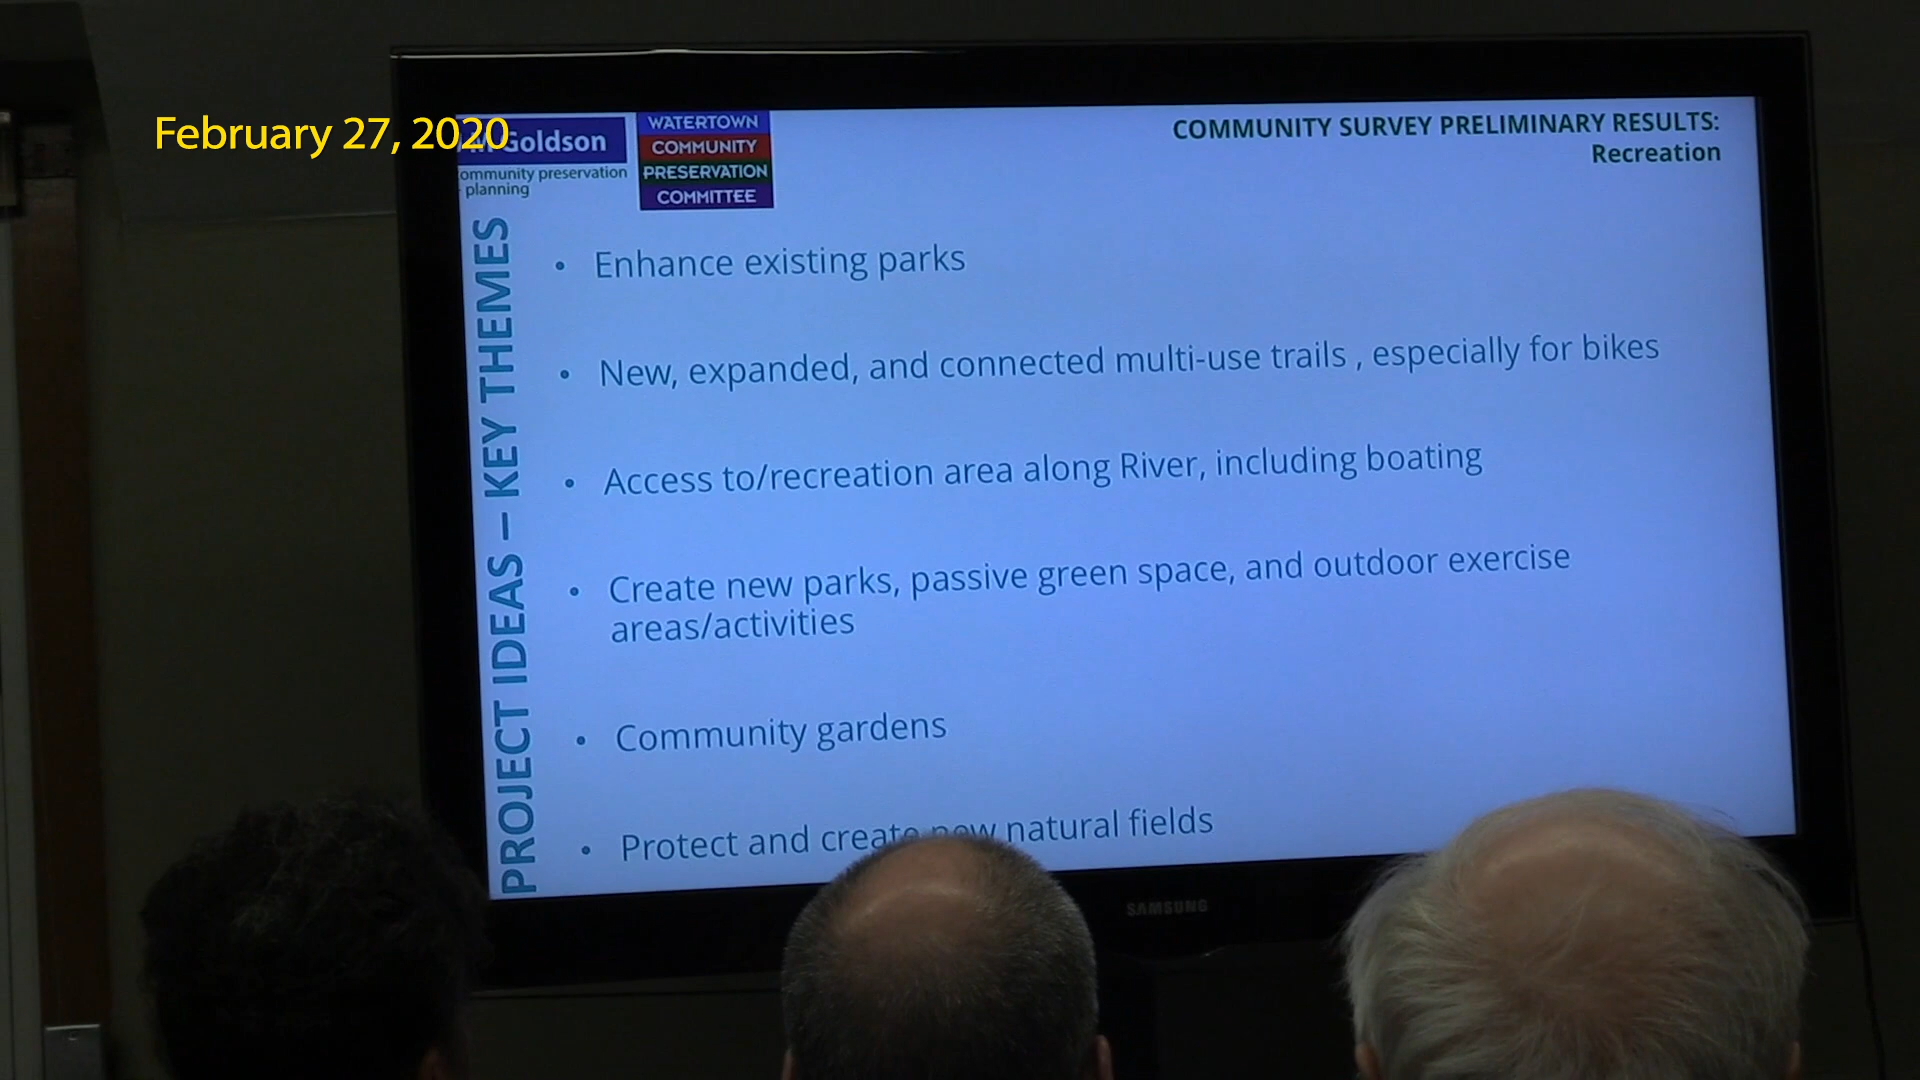 February 27, 2020
Goldson
ommunity preservation
planning
WATERTOWN
COMMUNITY
PRESERVATION
COMMITTEE
COMMUNITY SURVEY PRELIMINARY RESULTS:
Recreation
PROJECT IDEAS – KEY THEMES
• Enhance existing parks
• New, expanded, and connected multi-use trails , especially for bikes
• Access to/recreation area along River, including boating
• Create new parks, passive green space, and outdoor exercise
areas/activities
• Community gardens
• Protect and create new natural fields
SAMSUNG